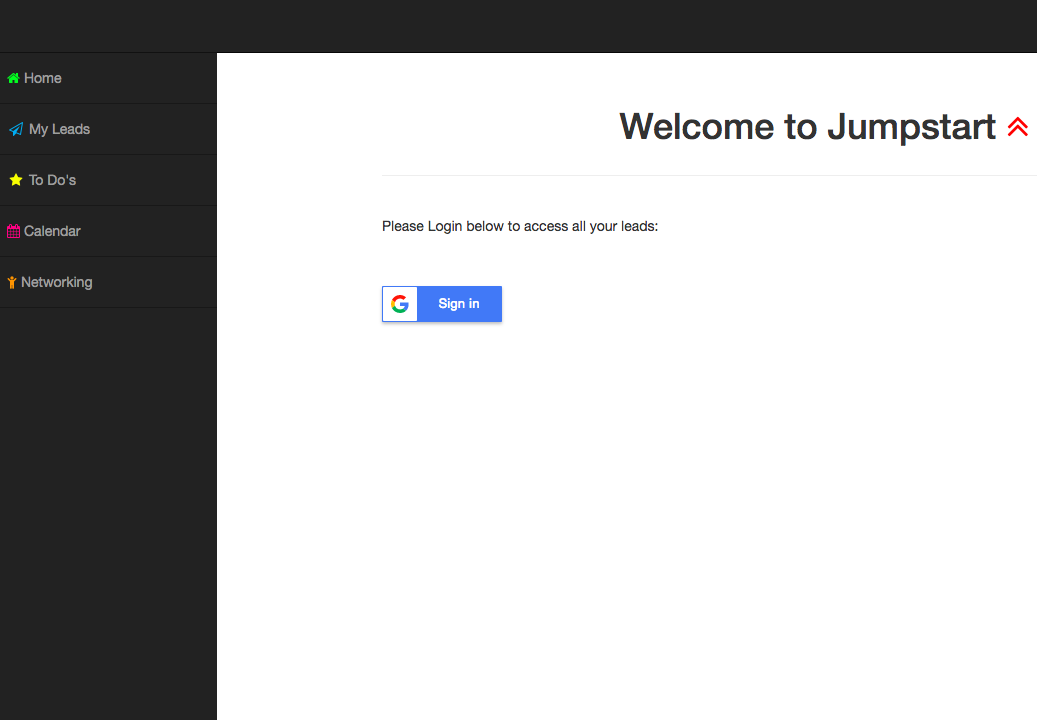 Home
My Leads
To Do's
Calendar
Networking
Welcome to Jumpstart
Please Login below to access all your leads:
Sign in